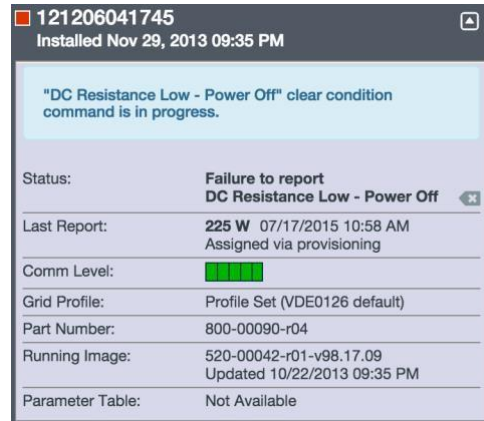 121206041745
Installed Nov 29, 2013 09:35 PM
"DC Resistance Low - Power Off" clear condition
command is in progress.
Status: Failure to report
DC Resistance Low - Power Off
Last Report: 225 W 07/17/2015 10:58 AM
Assigned via provisioning
Comm Level:
Grid Profile: Profile Set (VDE0126 default)
Part Number: 800-00090-r04
Running Image: 520-00042-r01-v98.17.09
Updated 10/22/2013 09:35 PM
Parameter Table: Not Available